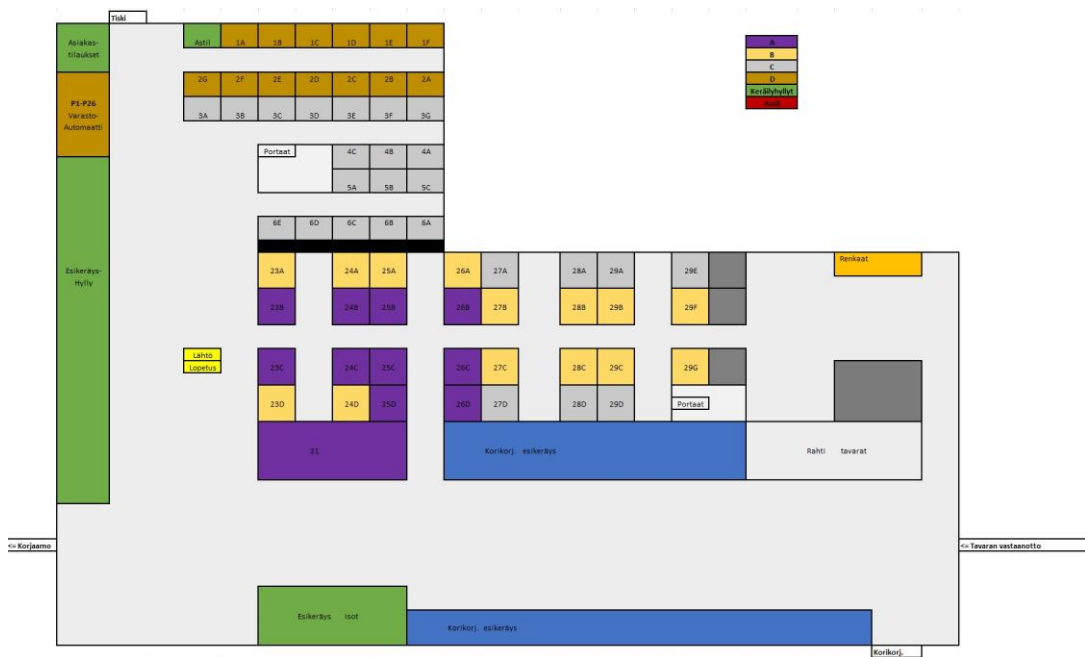 Tiski
Asiakas-
tilaukset
Astil
1A
1B
1C
1D
1E
1F
A
B
C
D
Keräilyhyllyt
P1-P26
Varasto-
Automaatti
2G
2F
2E
2D
2C
2B
2A
3A
3B
3C
3D
3E
3F
3G
Portaat
4C
4B
4A
5A
5B
5C
6E
6D
6C
6B
6A
Esikeräys-
Hylly
23A
24A
25A
26A
27A
28A
29A
29E
Renkaat
23B
24B
25B
26B
27B
28B
29B
29F
Lähtö
Lopetus
23C
24C
25C
26C
27C
28C
29C
29G
23D
24D
25D
26D
27D
28D
29D
Portaat
21
Korikorj. esikeräys
Rahti tavarat
<= Korjaamo
<= Tavaran vastaanotto
Esikeräys Isot
Korikorj. esikeräys
Korikorj.